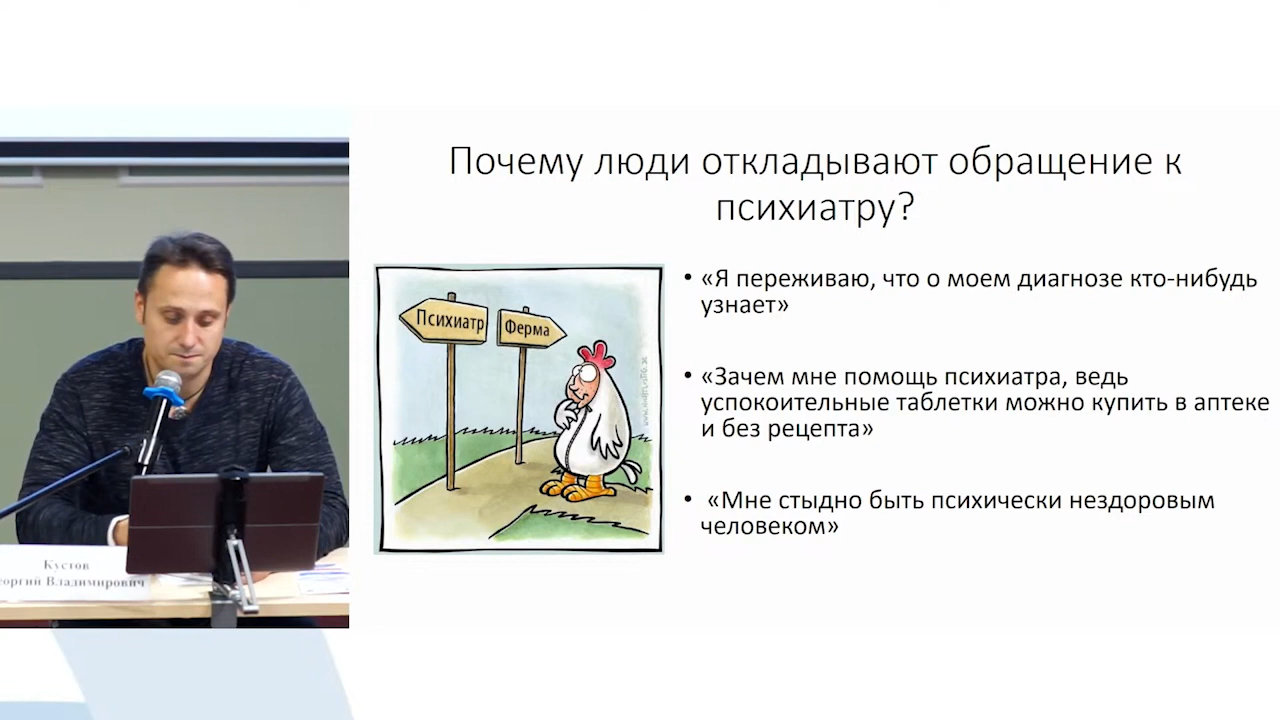 Почему люди откладывают обращение к
психиатру?
Психиатр
Ферма
• «Я переживаю, что о моем диагнозе кто-нибудь
узнает»
• «Зачем мне помощь психиатра, ведь
успокоительные таблетки можно купить в аптеке
и без рецепта»
• «Мне стыдно быть психически нездоровым
человеком»
Кустов
еоргий Владимирович